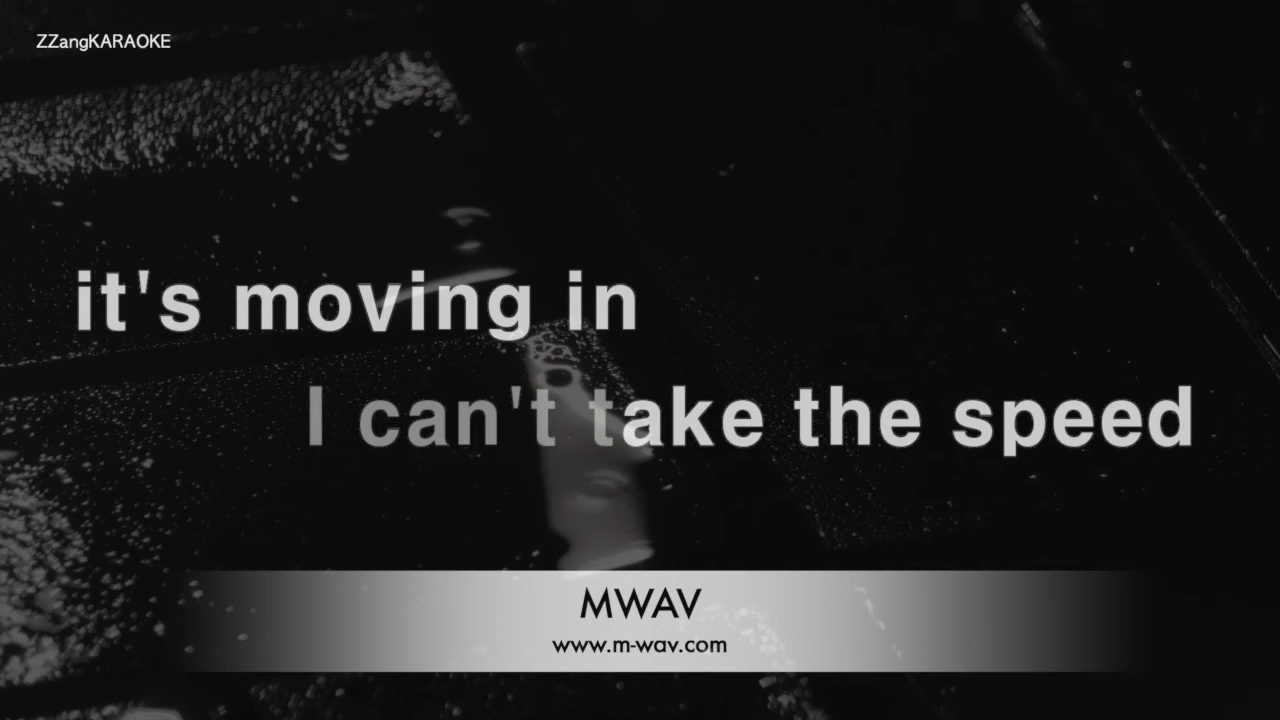 ZZangKARAOKE
it's moving in
I can't take the speed
MWAV
www.m-wav.com